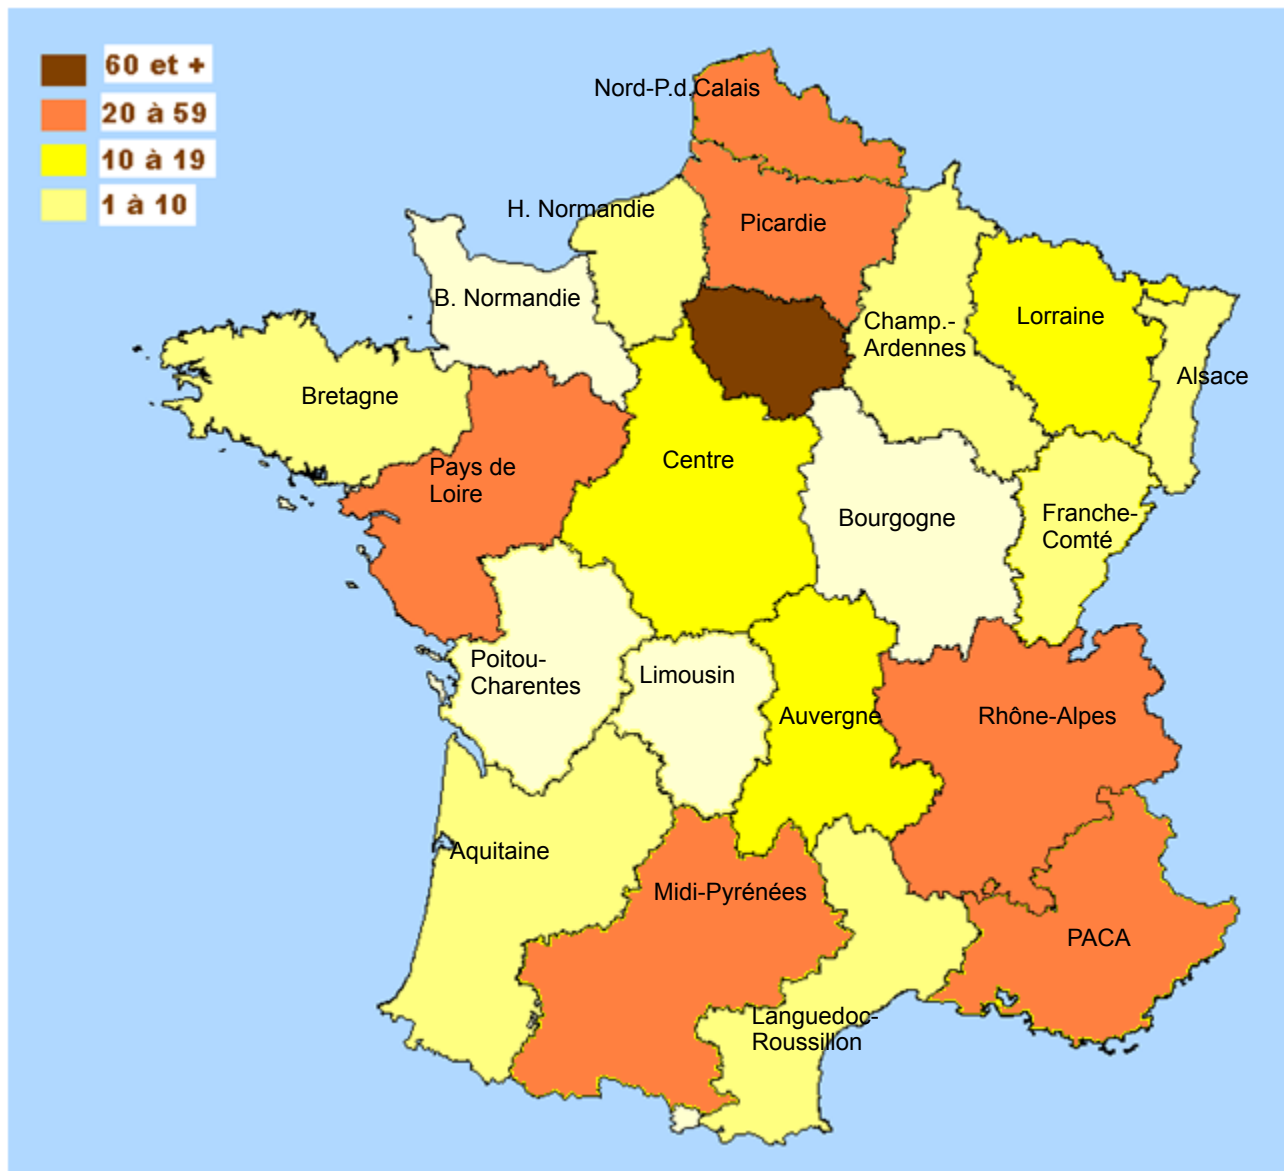 60 et +
20 à 59
10 à 19
1 à 10
Nord-P.d.Calais
H. Normandie
Picardie
B. Normandie
Champ.-
Ardennes
Lorraine
Alsace
Bretagne
Pays de
Loire
Centre
Bourgogne
Franche-
Comté
Poitou-
Charentes
Limousin
Auvergne
Rhône-Alpes
Aquitaine
Midi-Pyrénées
PACA
Languedoc-
Roussillon